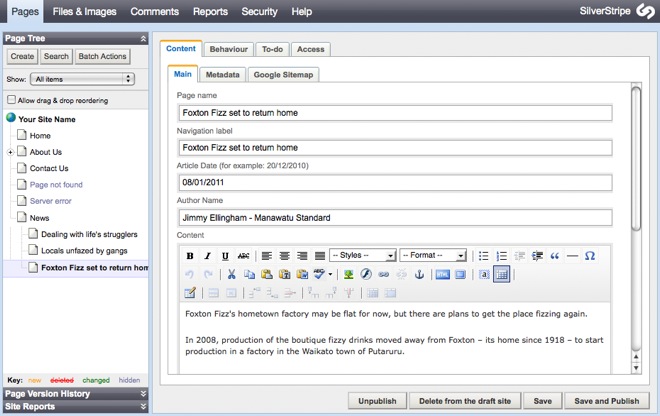 Pages Files & Images Comments Reports Security Help SilverStripe
Page Tree
Create Search Batch Actions
Show: All items
Allow drag & drop reordering
Your Site Name
Home
About Us
Contact Us
Page not found
Server error
News
Dealing with life's strugglers
Locals unfazed by gangs
Foxton Fizz set to return hom
Key: new deleted changed hidden
Page Version History
Site Reports
Content Behaviour To-do Access
Main Metadata Google Sitemap
Page name
Foxton Fizz set to return home
Navigation label
Foxton Fizz set to return home
Article Date (for example: 20/12/2010)
08/01/2011
Author Name
Jimmy Ellingham - Manawatu Standard
Content
B I U ABC -- Styles -- -- Format -- “ — Ω
HTML a
Foxton Fizz's hometown factory may be flat for now, but there are plans to get the place fizzing again.
In 2008, production of the boutique fizzy drinks moved away from Foxton – its home since 1918 – to start
production in a factory in the Waikato town of Putaruru.
Unpublish Delete from the draft site Save Save and Publish